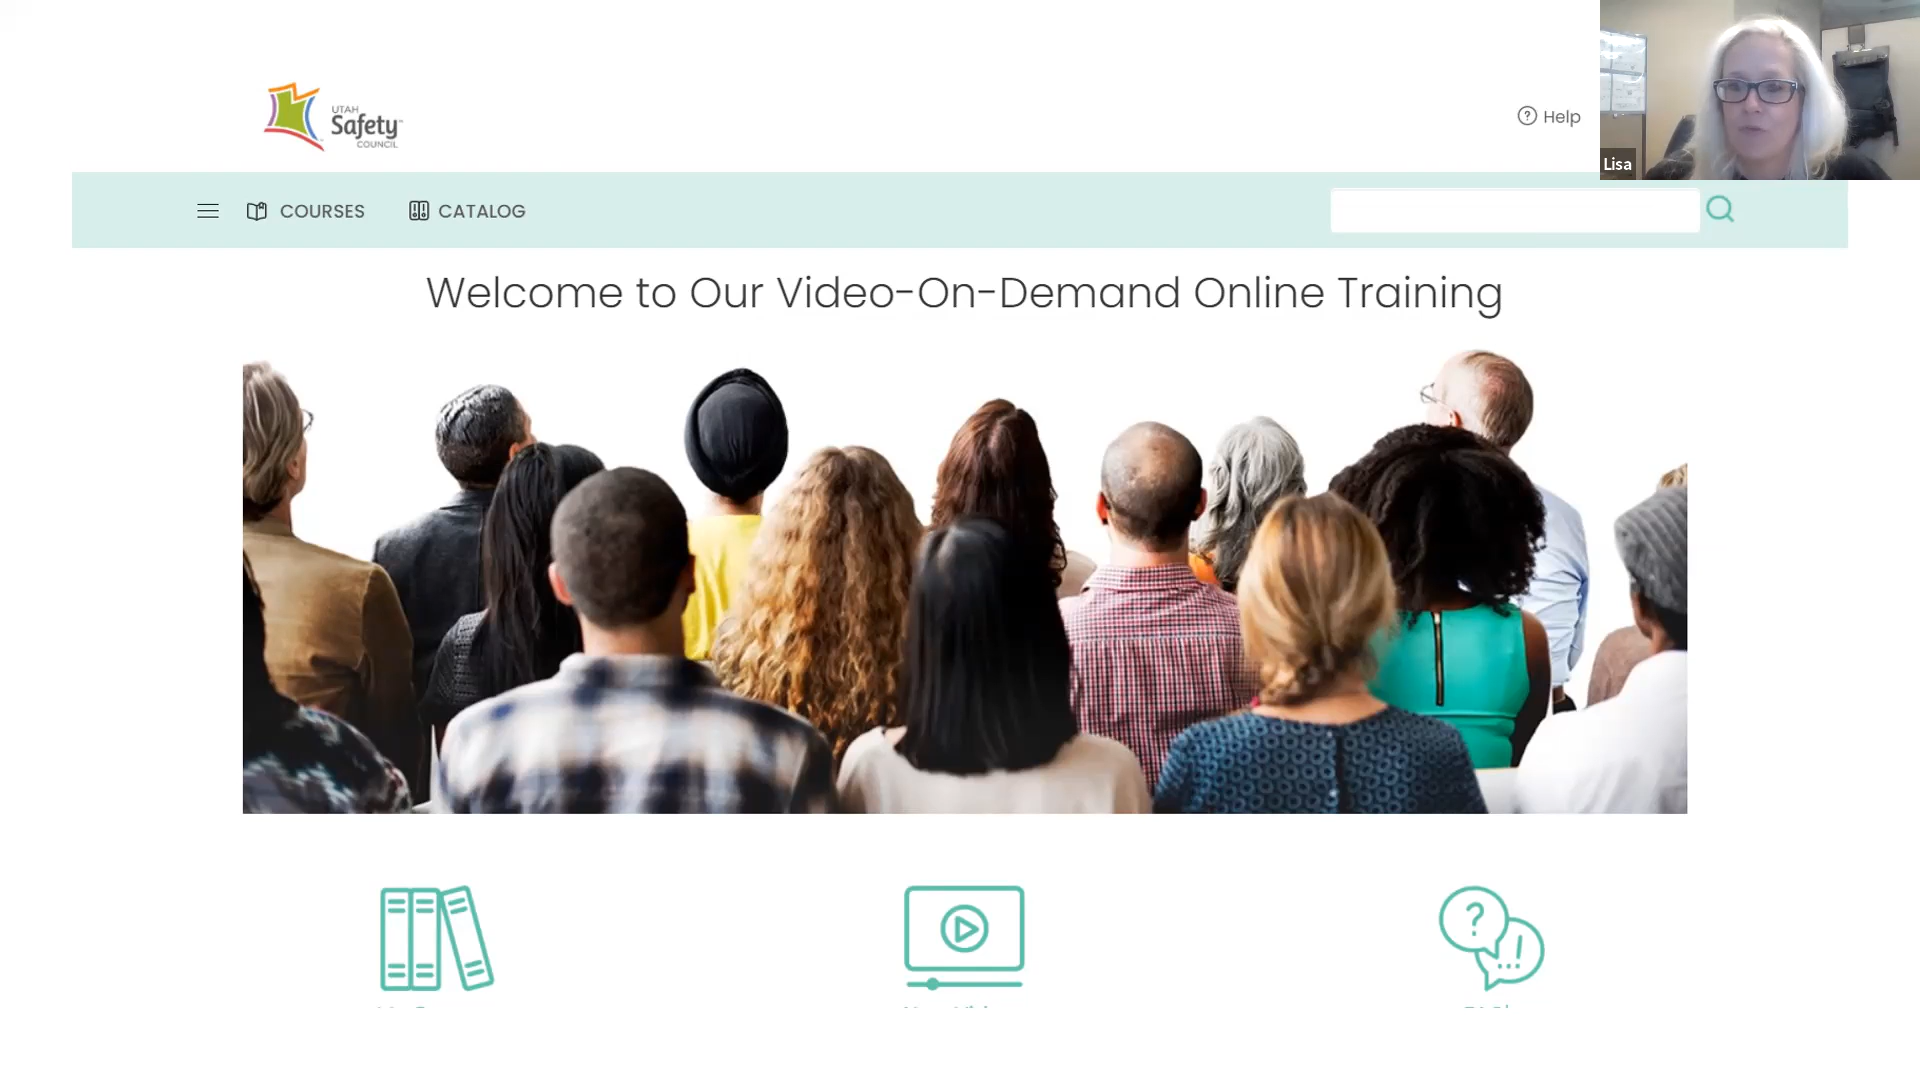 UTAH
Safety
COUNCIL
Help
Lisa
COURSES
CATALOG
Welcome to Our Video-On-Demand Online Training